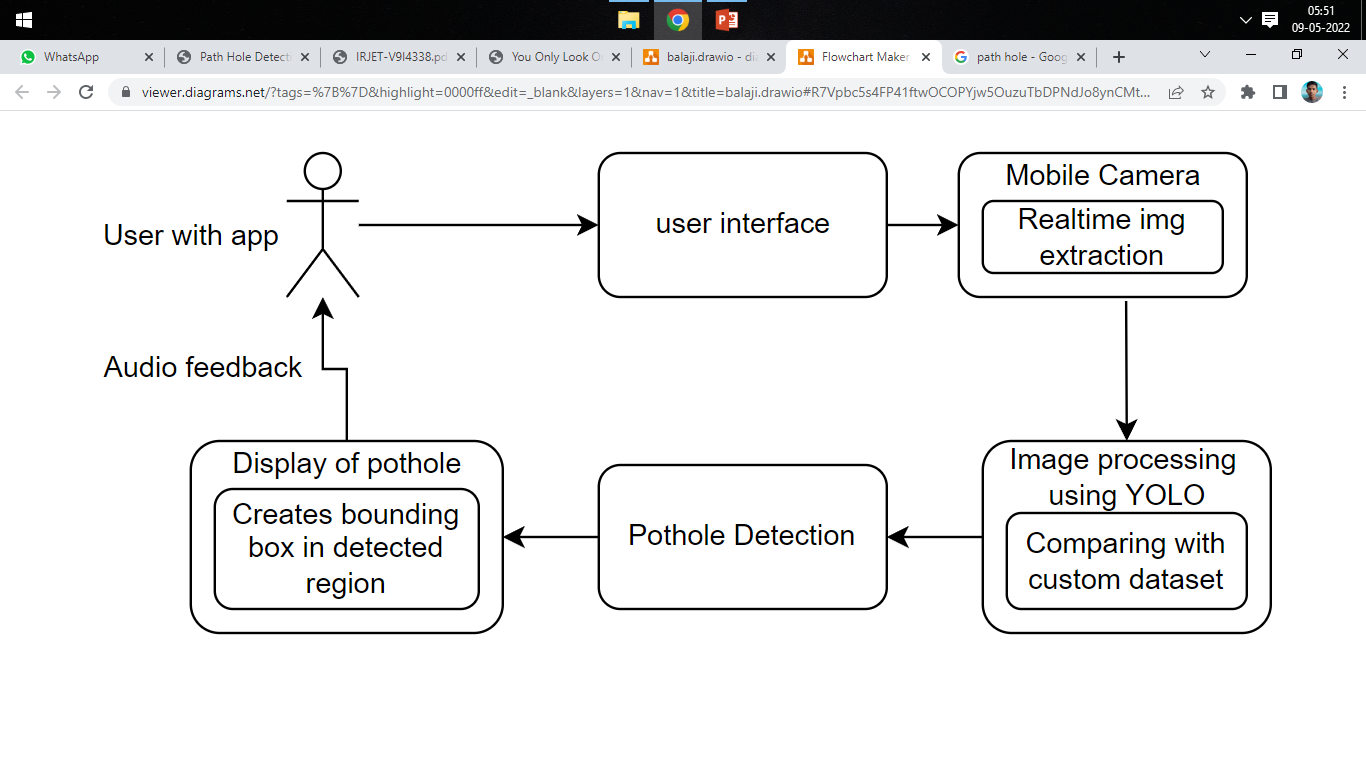 05:51
09-05-2022
WhatsApp
Path Hole Detect
IRJET-V9I4338.pd
You Only Look O
balaji.drawio - di
Flowchart Maker
path hole - Goog
viewer.diagrams.net/?tags=%7B%7D&highlight=0000ff&edit=_blank&layers=1&nav=1&title=balaji.drawio#R7Vpbc5s4FP41ftwOCOPYjw5OuzuTbDPNdJo8ynCMt...
User with app
user interface
Mobile Camera
Realtime img
extraction
Audio feedback
Display of pothole
Creates bounding
box in detected
region
Pothole Detection
Image processing
using YOLO
Comparing with
custom dataset